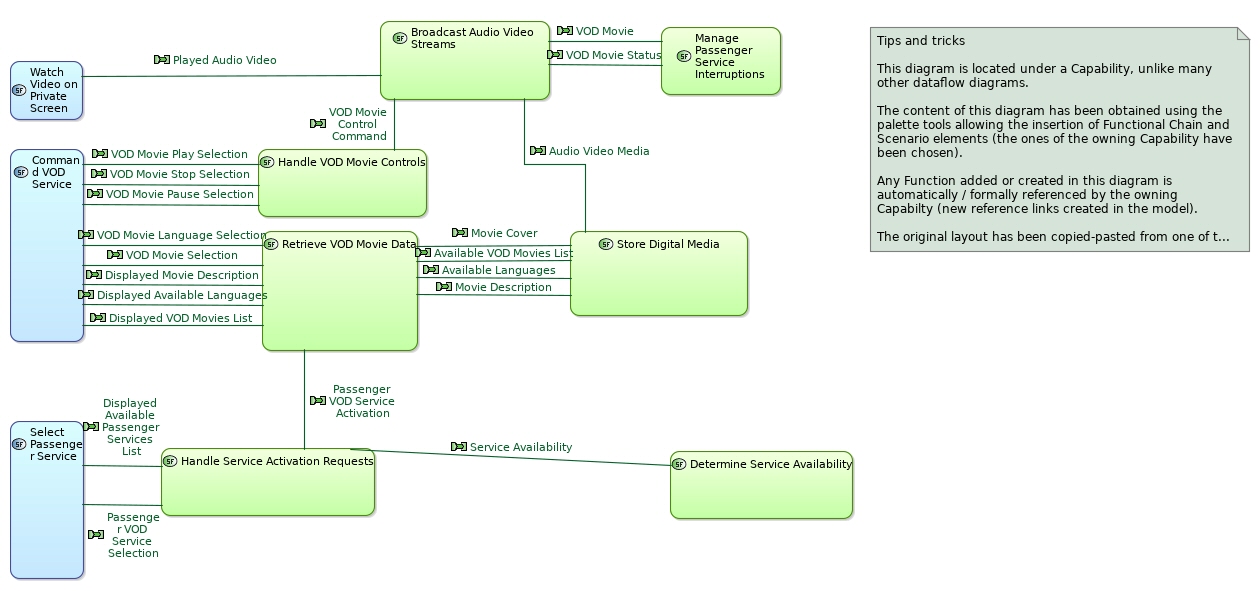 Broadcast Audio Video
Streams
VOD Movie
VOD Movie Status
Manage
Passenger
Service
Interruptions
Played Audio Video
Watch
Video on
Private
Screen
VOD Movie
Control
Command
Audio Video Media
Comman
d VOD
Service
VOD Movie Play Selection
VOD Movie Stop Selection
VOD Movie Pause Selection
Handle VOD Movie Controls
VOD Movie Language Selection
VOD Movie Selection
Displayed Movie Description
Displayed Available Languages
Displayed VOD Movies List
Retrieve VOD Movie Data
Movie Cover
Available VOD Movies List
Available Languages
Movie Description
Store Digital Media
Passenger
VOD Service
Activation
Displayed
Available
Passenger
Services
List
Select
Passenge
r Service
Handle Service Activation Requests
Service Availability
Determine Service Availability
Passenge
r VOD
Service
Selection
Tips and tricks
This diagram is located under a Capability, unlike many
other dataflow diagrams.
The content of this diagram has been obtained using the
palette tools allowing the insertion of Functional Chain and
Scenario elements (the ones of the owning Capability have
been chosen).
Any Function added or created in this diagram is
automatically / formally referenced by the owning
Capabilty (new reference links created in the model).
The original layout has been copied-pasted from one of t...